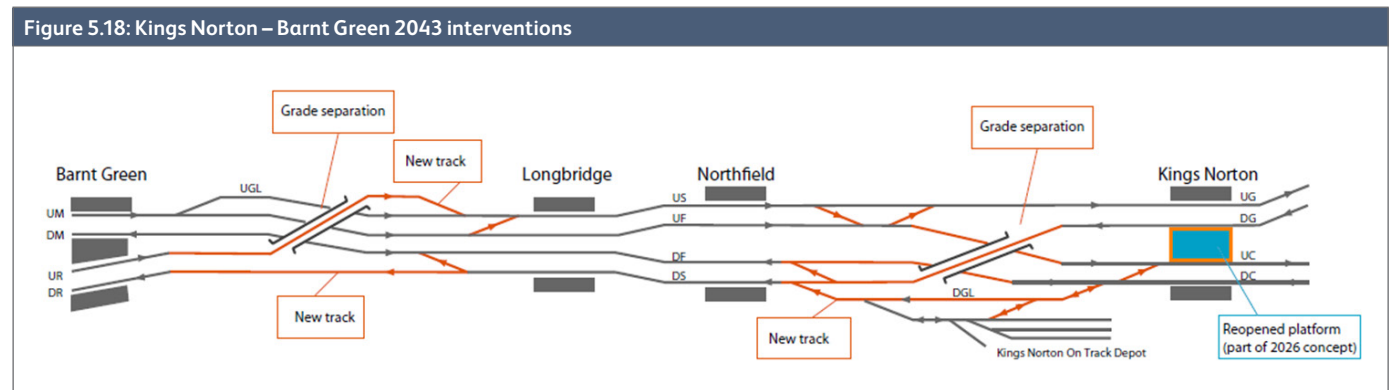 Figure 5.18: Kings Norton – Barnt Green 2043 interventions
Grade separation
New track
Grade separation
Barnt Green
Longbridge
Northfield
Kings Norton
UGL
UM
DM
UR
DR
US
UF
DF
DS
UG
DG
UC
DC
DGL
New track
New track
Kings Norton On Track Depot
Reopened platform
(part of 2026 concept)